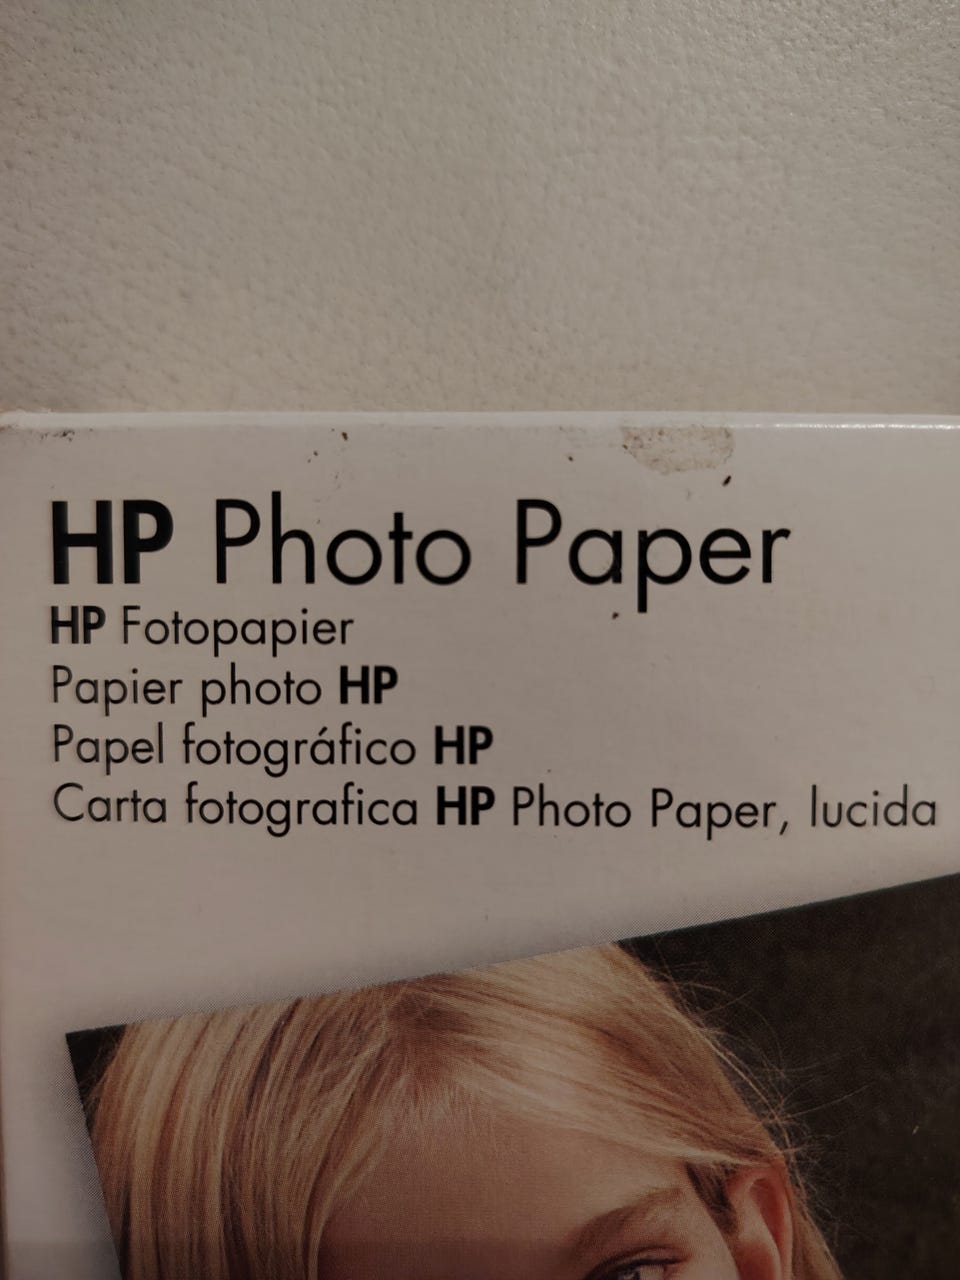 HP Photo Paper
HP Fotopapier
Papier photo HP
Papel fotográfico HP
Carta fotografica HP Photo Paper, lucida